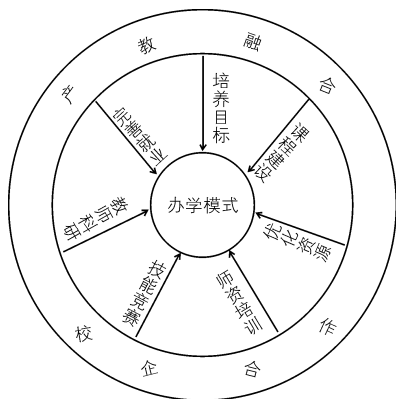 产教融合
培养目标
课程建设
优化资源
师资培训
技能竞赛
教师科研
完善就业
办学模式
校企合作